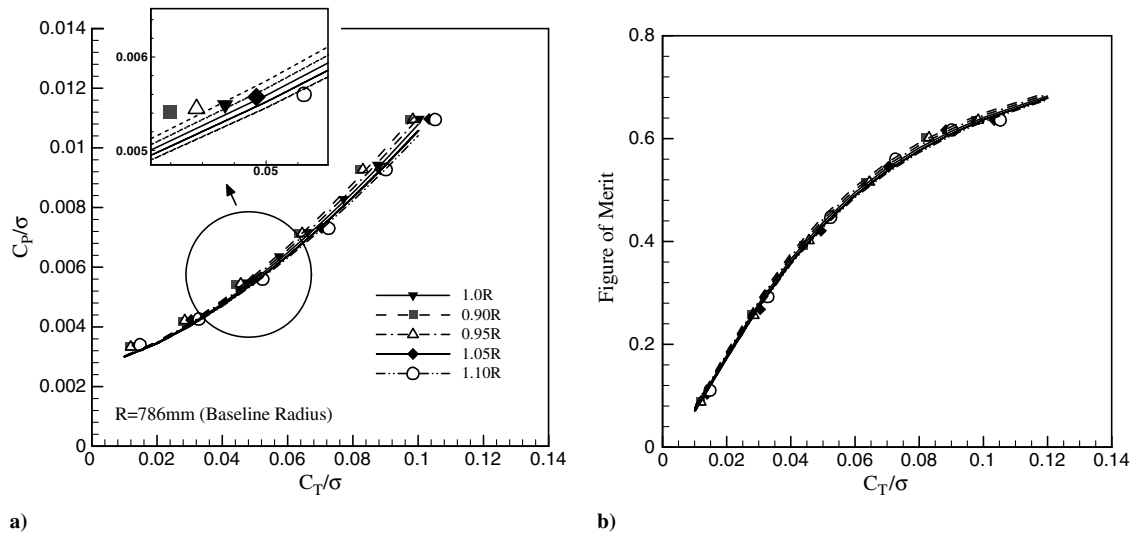 0.014
0.012
0.01
0.008
0.006
0.004
0.002
0
C_P/σ
0.006
0.005
0.05
1.0R
0.90R
0.95R
1.05R
1.10R
R=786mm (Baseline Radius)
0 0.02 0.04 0.06 0.08 0.1 0.12 0.14
C_T/σ
a)
0.8
0.6
0.4
0.2
0
Figure of Merit
0 0.02 0.04 0.06 0.08 0.1 0.12 0.14
C_T/σ
b)